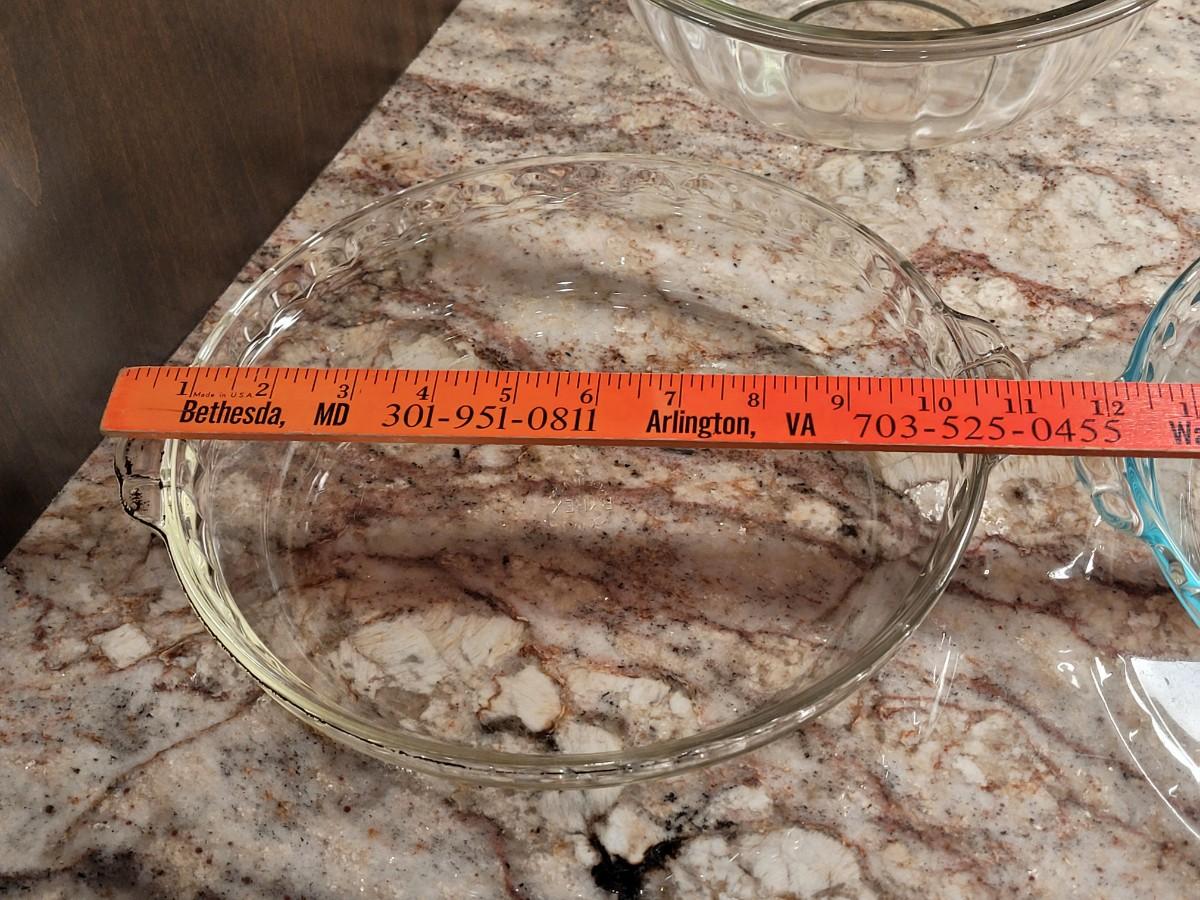 1 2 3 4 5 6 7 8 9 10 11 12
Made in U.S.A.
Bethesda, MD 301-951-0811 Arlington, VA 703-525-0455